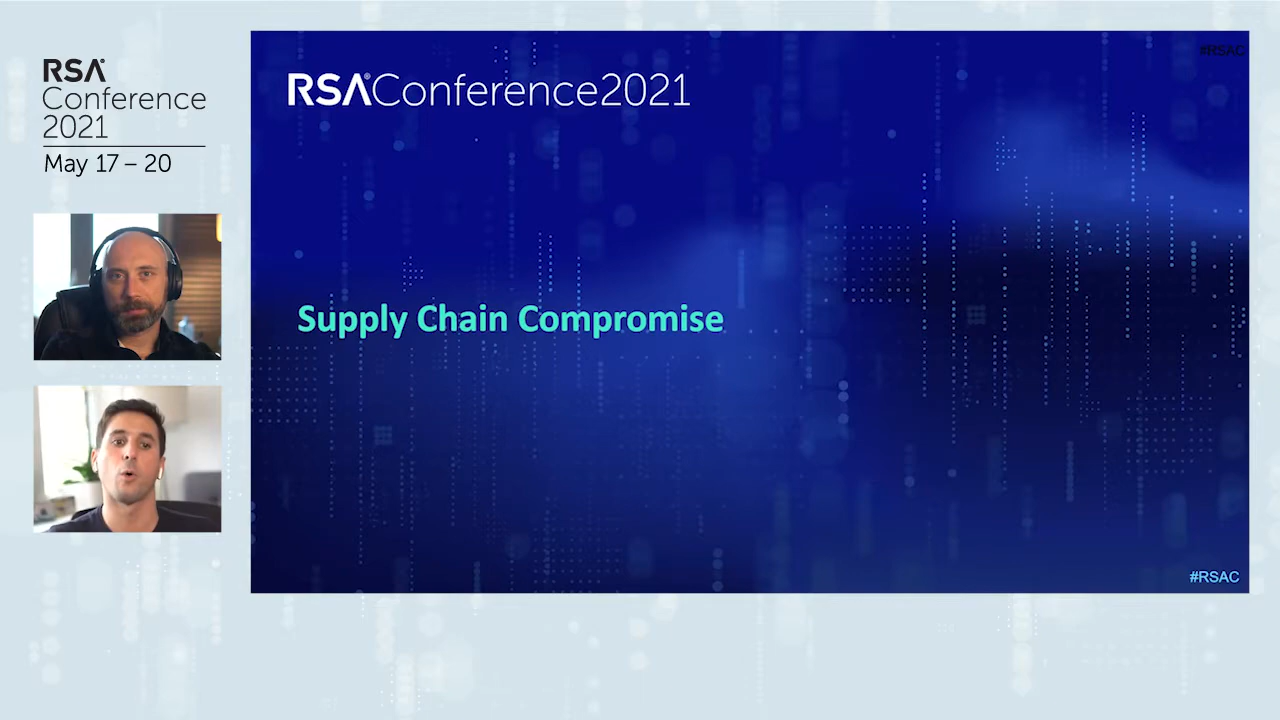 RSA
Conference
2021
May 17 – 20
#RSAC
RSAConference2021
Supply Chain Compromise
#RSAC